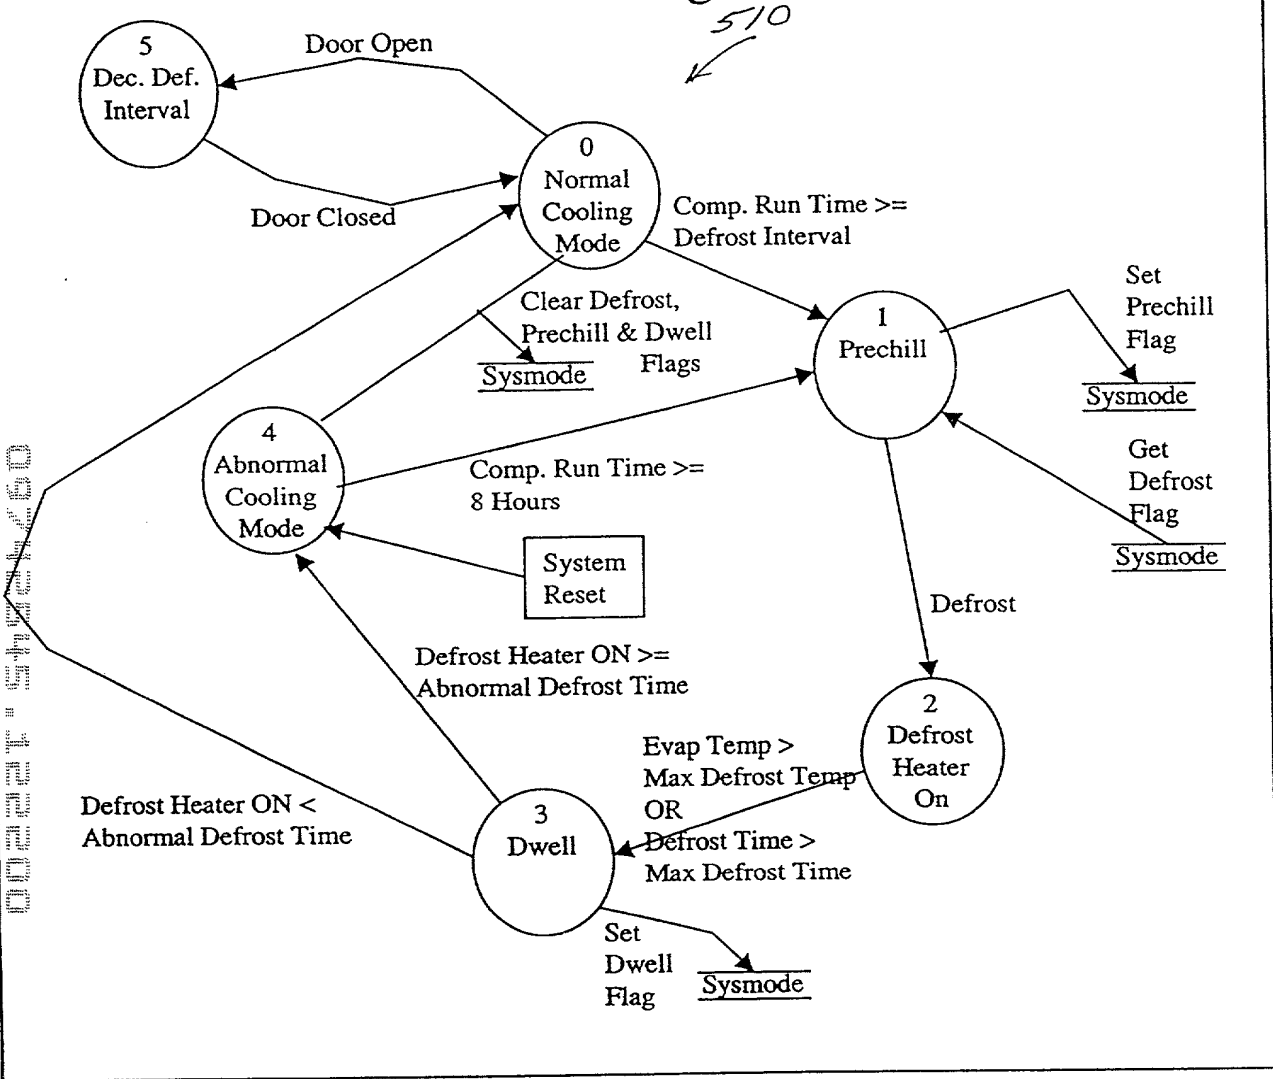 510
5
Dec. Def.
Interval
Door Open
Door Closed
0
Normal
Cooling
Mode
Comp. Run Time >=
Defrost Interval
Clear Defrost,
Prechill & Dwell
Flags
Sysmode
1
Prechill
Set
Prechill
Flag
Sysmode
Get
Defrost
Flag
Sysmode
4
Abnormal
Cooling
Mode
Comp. Run Time >=
8 Hours
System
Reset
Defrost
Defrost Heater ON >=
Abnormal Defrost Time
2
Defrost
Heater
On
Evap Temp >
Max Defrost Temp
OR
Defrost Time >
Max Defrost Time
Defrost Heater ON <
Abnormal Defrost Time
3
Dwell
Set
Dwell
Flag
Sysmode